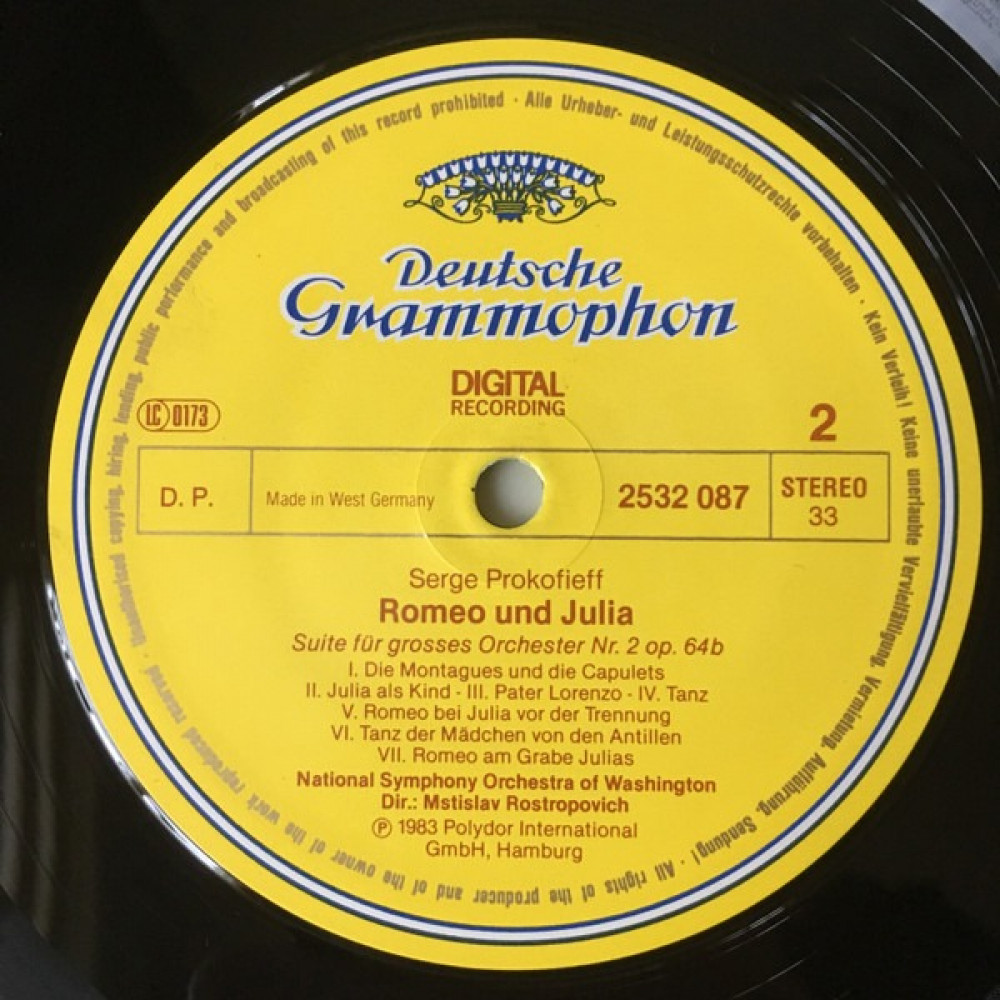 Deutsche
Grammophon
DIGITAL
RECORDING
LC 0173
2
D. P.
Made in West Germany
2532 087
STEREO
33
Serge Prokofieff
Romeo und Julia
Suite für grosses Orchester Nr. 2 op. 64b
I. Die Montagues und die Capulets
II. Julia als Kind - III. Pater Lorenzo - IV. Tanz
V. Romeo bei Julia vor der Trennung
VI. Tanz der Mädchen von den Antillen
VII. Romeo am Grabe Julias
National Symphony Orchestra of Washington
Dir.: Mstislav Rostropovich
℗ 1983 Polydor International
GmbH, Hamburg
Alle Urheber- und Leistungsschutzrechte vorbehalten · Kein Verleih! Keine unerlaubte Vervielfältigung, Vermietung, Aufführung, Sendung! · All rights of the producer and of the owner of the work reproduced reserved · Unauthorised copying, hiring, lending, public performance and broadcasting of this record prohibited ·